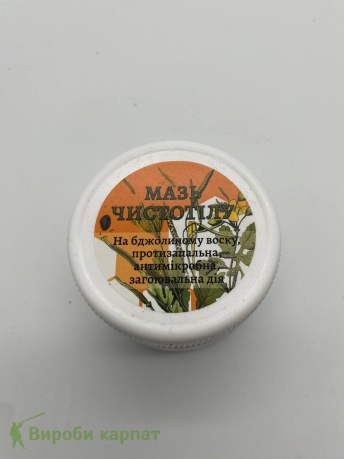 МАЗЬ
ЧИСТОТІЛУ
На бджолиному воску,
протизапальна,
антимікробна,
загоювальна дія
Вироби карпат